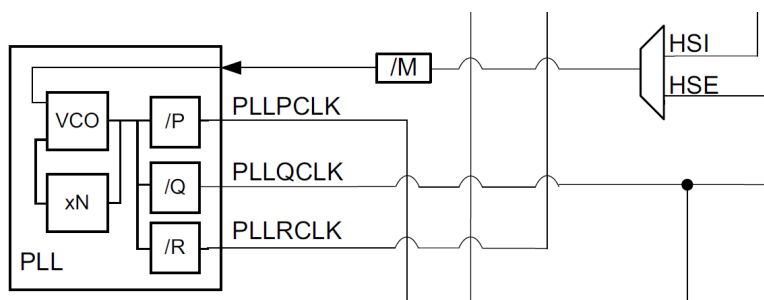 HSI
/M
HSE
PLLPCLK
VCO
/P
PLLQCLK
xN
/Q
PLLRCLK
/R
PLL